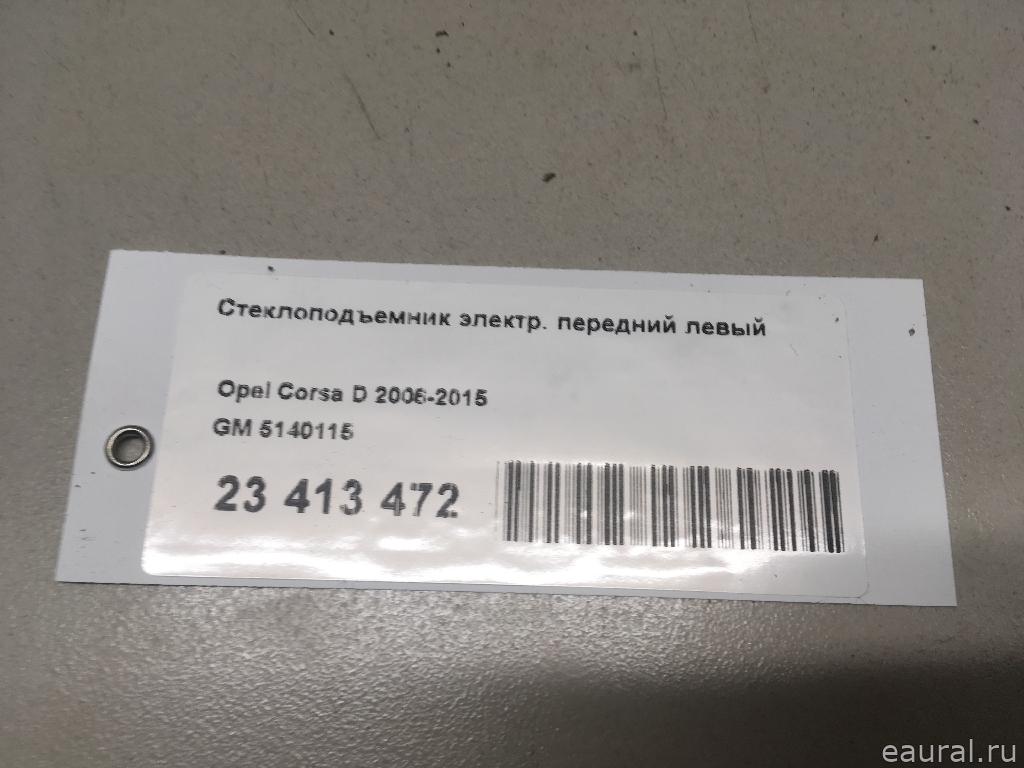 Стеклоподъемник электр. передний левый
Opel Corsa D 2006-2015
GM 5140115
23 413 472
eaural.ru